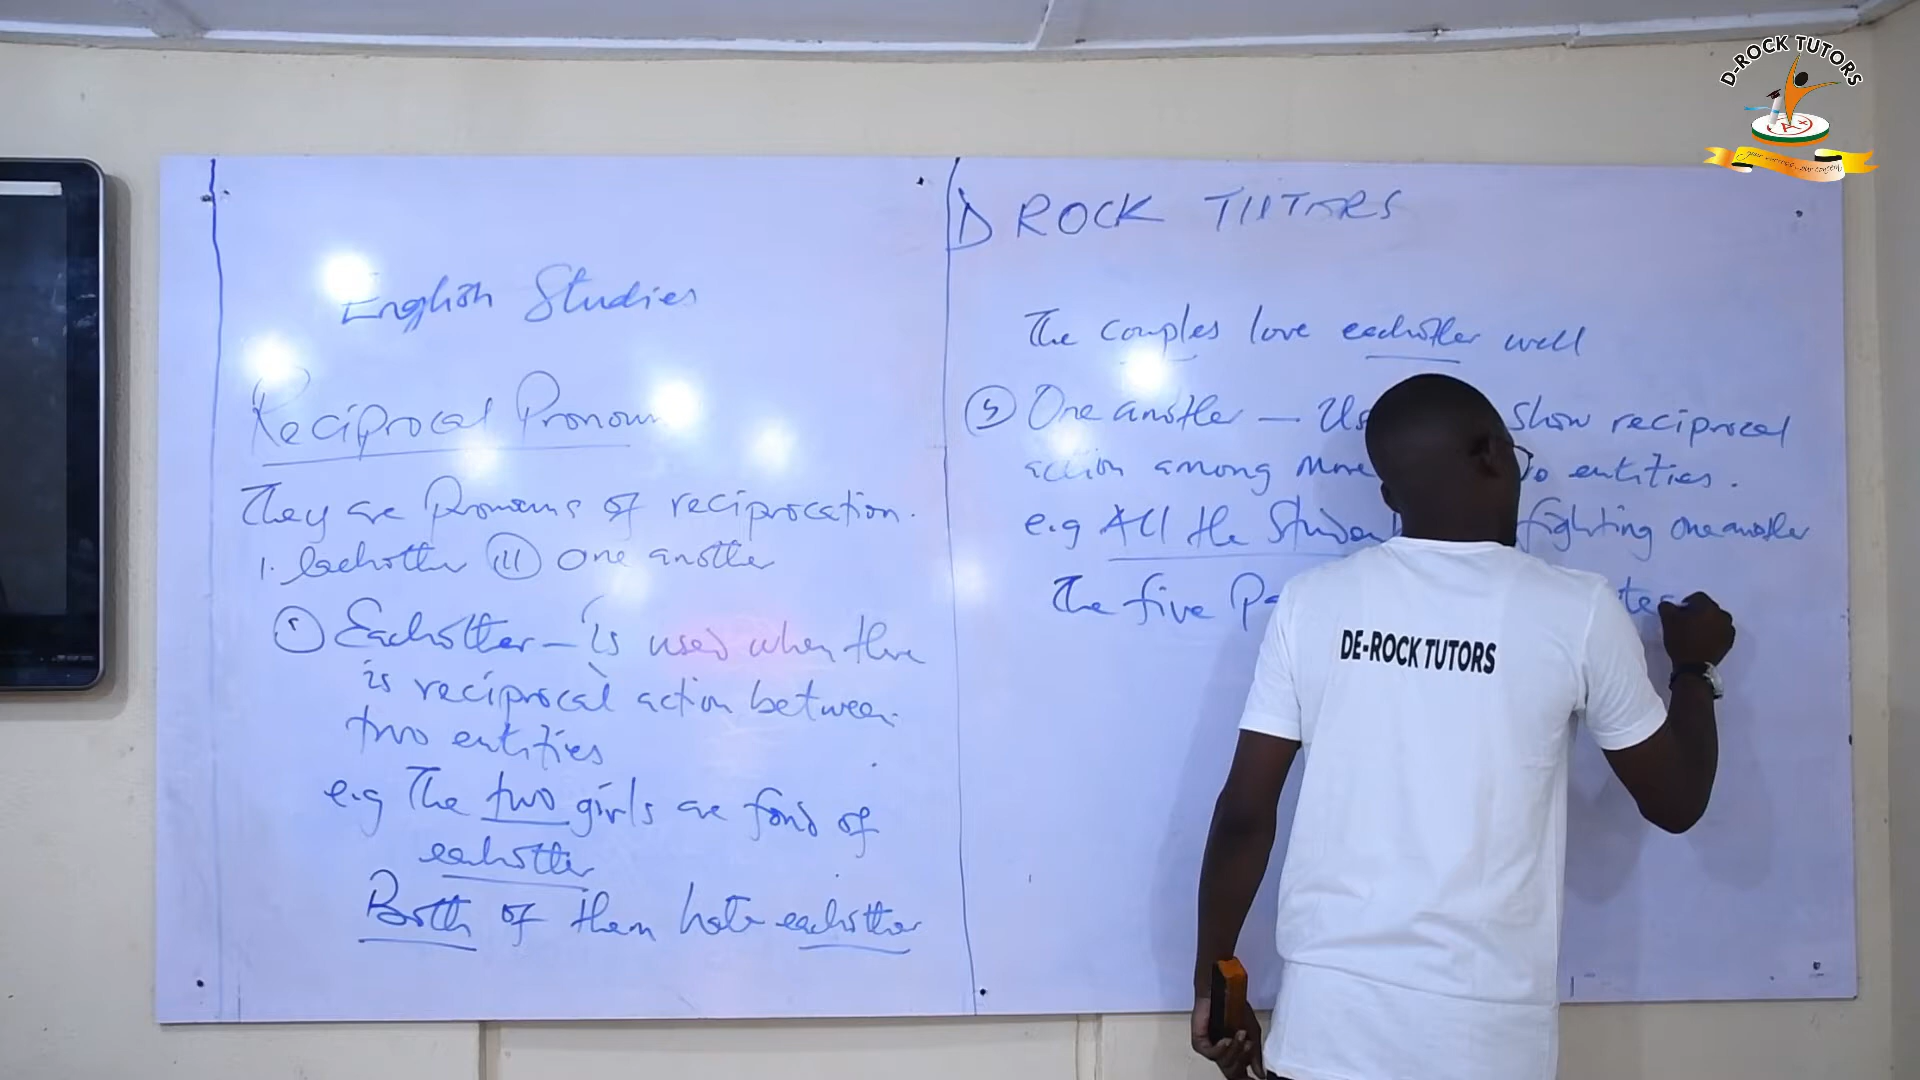 English Studies
Reciprocal Pronoun
They are Pronouns of reciprocation.
1. Eachother (ii) One another
Eachother – is used when there
is reciprocal action between
two entities
e.g The two girls are fond of
eachother
Both of them hate eachother
D ROCK TUTORS
The couples love eachother well
One another – Us show reciprocal
action among more entities.
e.g All the Student fighting one another
The five
DE-ROCK TUTORS
D-ROCK TUTORS
A+